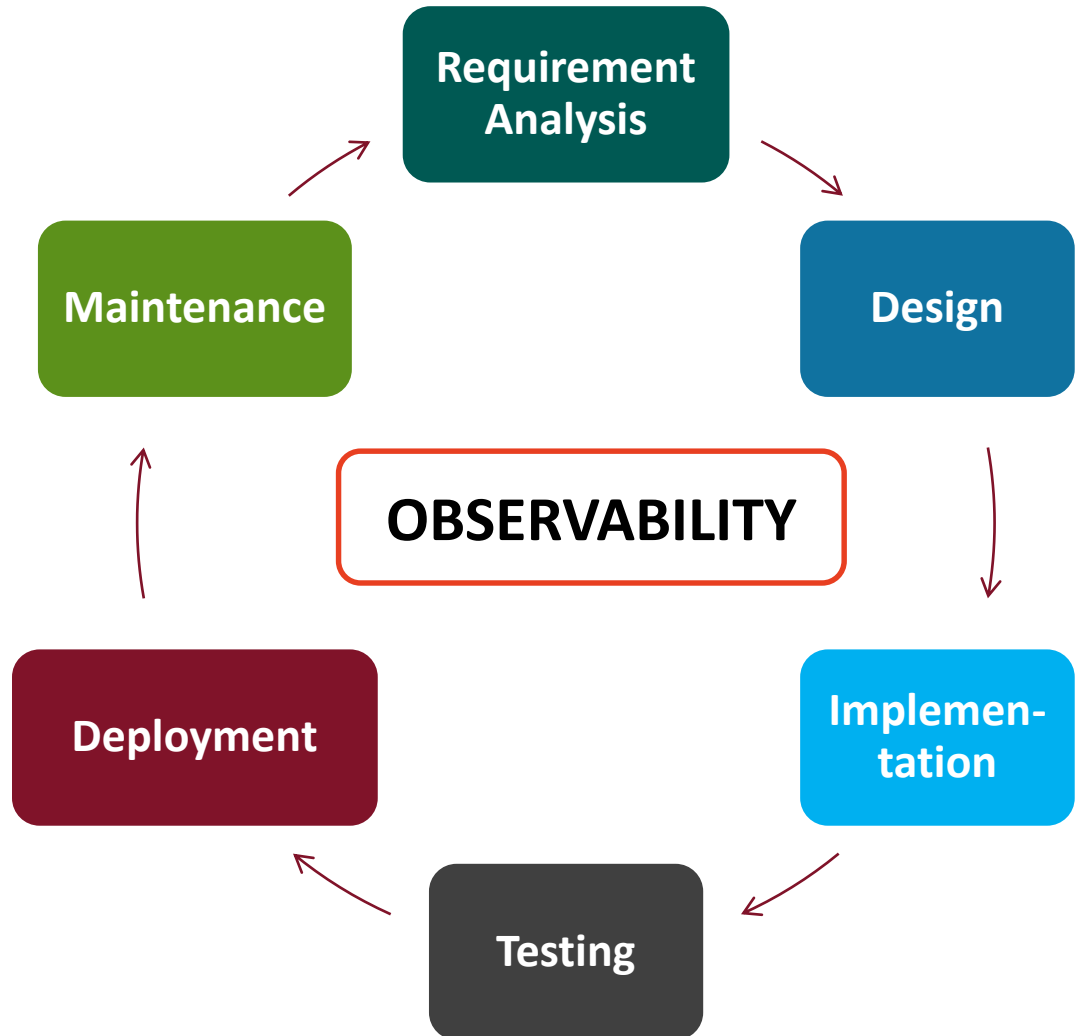 Requirement
Analysis
Maintenance
Design
OBSERVABILITY
Deployment
Implemen-
tation
Testing